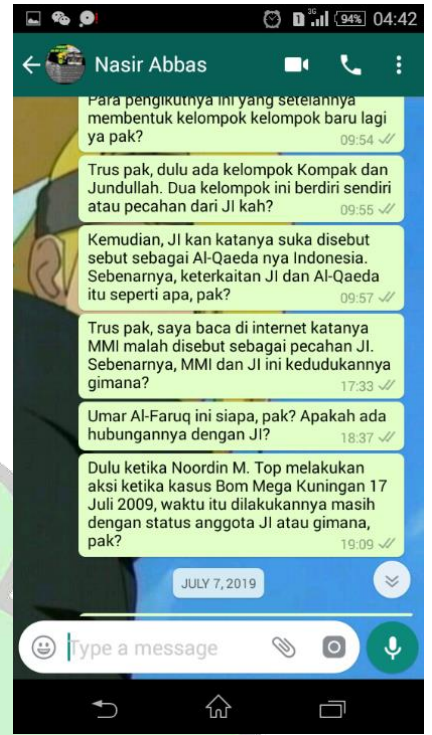 3G
94% 04:42
Nasir Abbas
Para pengikutnya ini yang setelahnya
membentuk kelompok kelompok baru lagi
ya pak?
09:54
Trus pak, dulu ada kelompok Kompak dan
Jundullah. Dua kelompok ini berdiri sendiri
atau pecahan dari JI kah?
09:55
Kemudian, JI kan katanya suka disebut
sebut sebagai Al-Qaeda nya Indonesia.
Sebenarnya, keterkaitan JI dan Al-Qaeda
itu seperti apa, pak?
09:57
Trus pak, saya baca di internet katanya
MMI malah disebut sebagai pecahan JI.
Sebenarnya, MMI dan JI ini kedudukannya
gimana?
17:33
Umar Al-Faruq ini siapa, pak? Apakah ada
hubungannya dengan JI?
18:37
Dulu ketika Noordin M. Top melakukan
aksi ketika kasus Bom Mega Kuningan 17
Juli 2009, waktu itu dilakukannya masih
dengan status anggota JI atau gimana,
pak?
19:09
JULY 7, 2019
Type a message